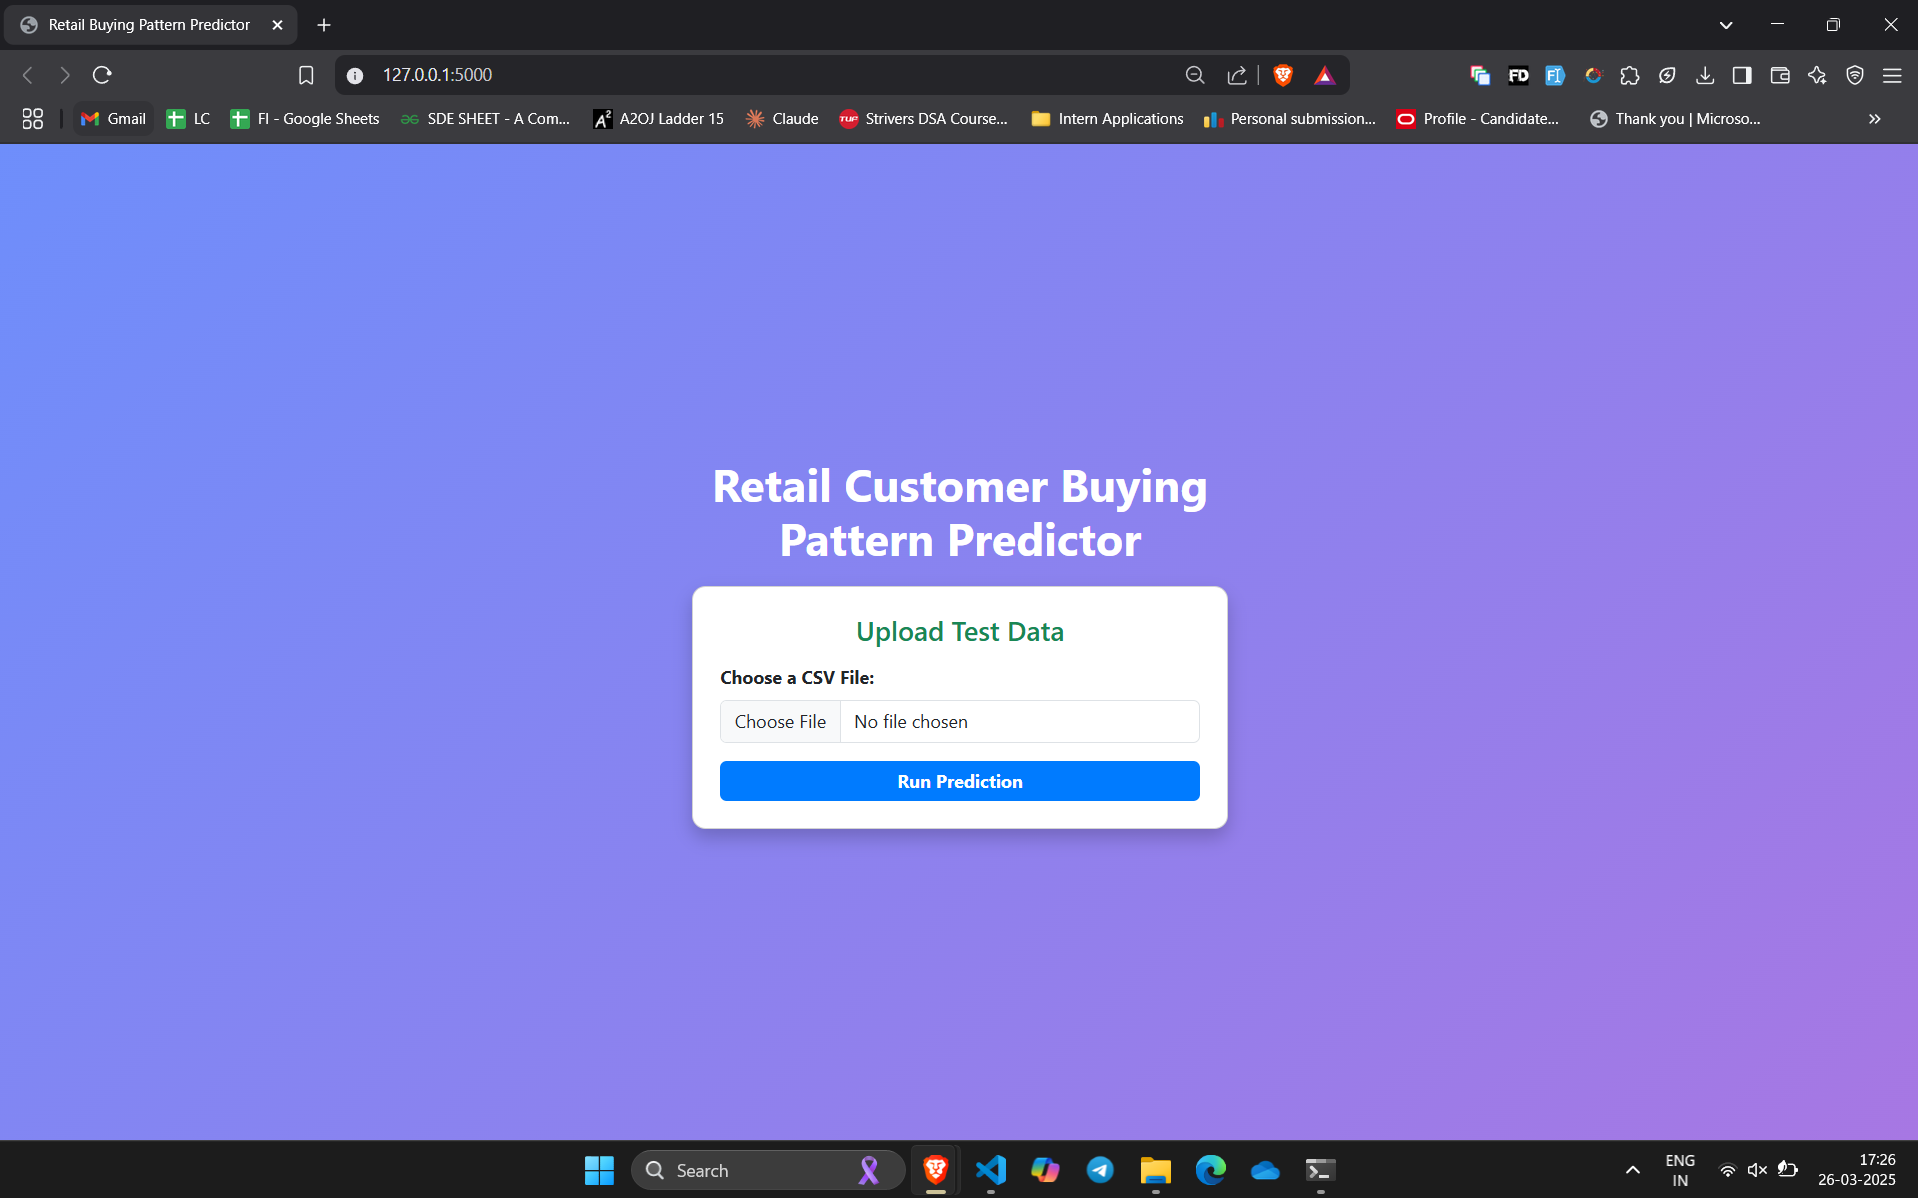 Retail Buying Pattern Predictor
127.0.0.1:5000
FD
Gmail
LC
FI - Google Sheets
SDE SHEET - A Com...
A2OJ Ladder 15
Claude
TUF
Strivers DSA Course...
Intern Applications
Personal submission...
Profile - Candidate...
Thank you | Microso...
Retail Customer Buying
Pattern Predictor
Upload Test Data
Choose a CSV File:
Choose File
No file chosen
Run Prediction
Search
ENG
IN
17:26
26-03-2025